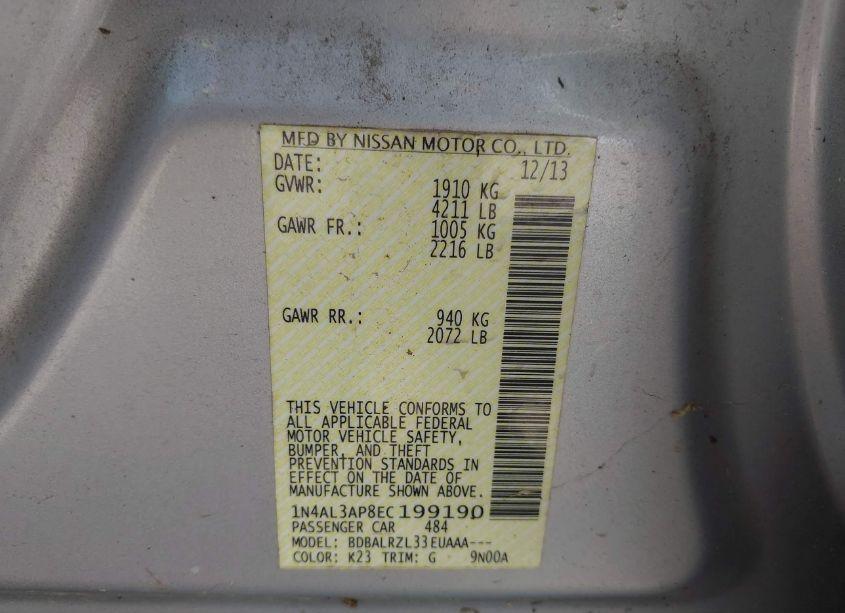 MFD BY NISSAN MOTOR CO., LTD.
DATE: 12/13
GVWR: 1910 KG
4211 LB
GAWR FR.: 1005 KG
2216 LB
GAWR RR.: 940 KG
2072 LB
THIS VEHICLE CONFORMS TO
ALL APPLICABLE FEDERAL
MOTOR VEHICLE SAFETY,
BUMPER, AND THEFT
PREVENTION STANDARDS IN
EFFECT ON THE DATE OF
MANUFACTURE SHOWN ABOVE.
1N4AL3AP8EC199190
PASSENGER CAR 484
MODEL: BDBALRZL33EUAAA---
COLOR: K23 TRIM: G 9N00A